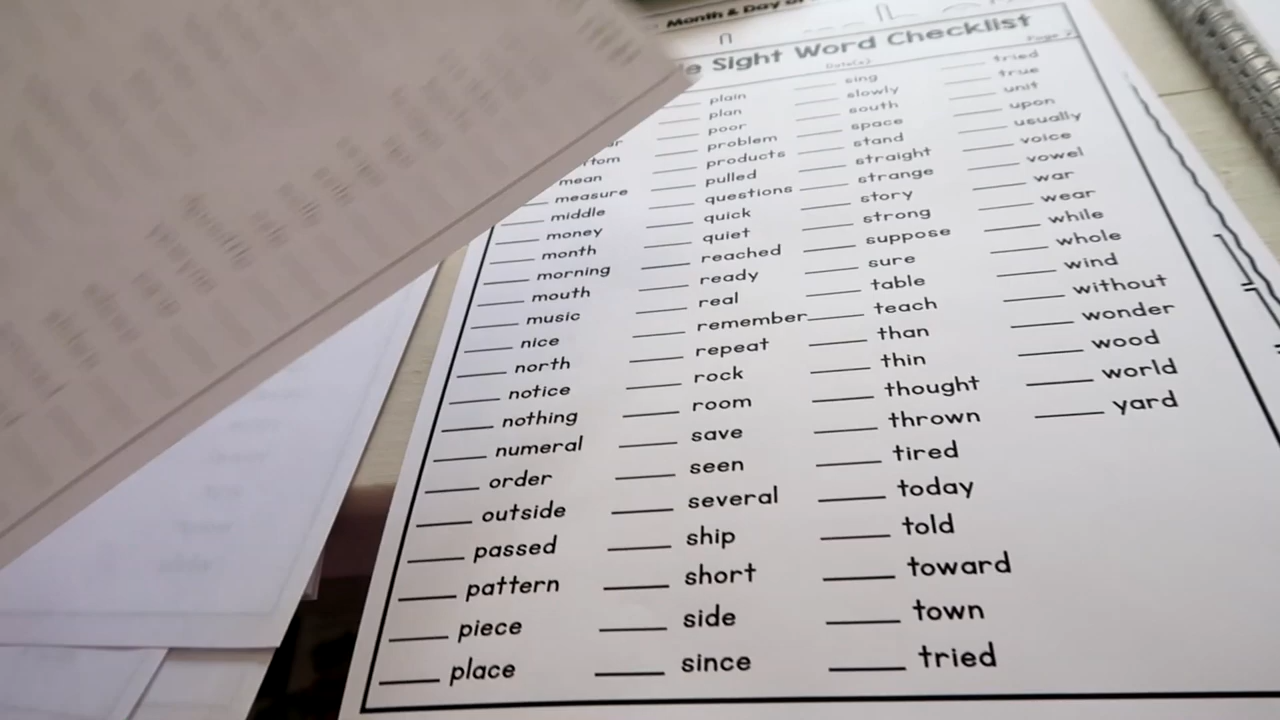 Month & Day
Sight Word Checklist
Date(s)
mean
measure
middle
money
month
morning
mouth
music
nice
north
notice
nothing
numeral
order
outside
passed
pattern
piece
place
plain
plan
poor
problem
products
pulled
questions
quick
quiet
reached
ready
real
remember
repeat
rock
room
save
seen
several
ship
short
side
since
sing
slowly
south
space
stand
straight
strange
story
strong
suppose
sure
table
teach
than
thin
thought
thrown
tired
today
told
toward
town
tried
tried
true
unit
upon
usually
voice
vowel
war
wear
while
whole
wind
without
wonder
wood
world
yard